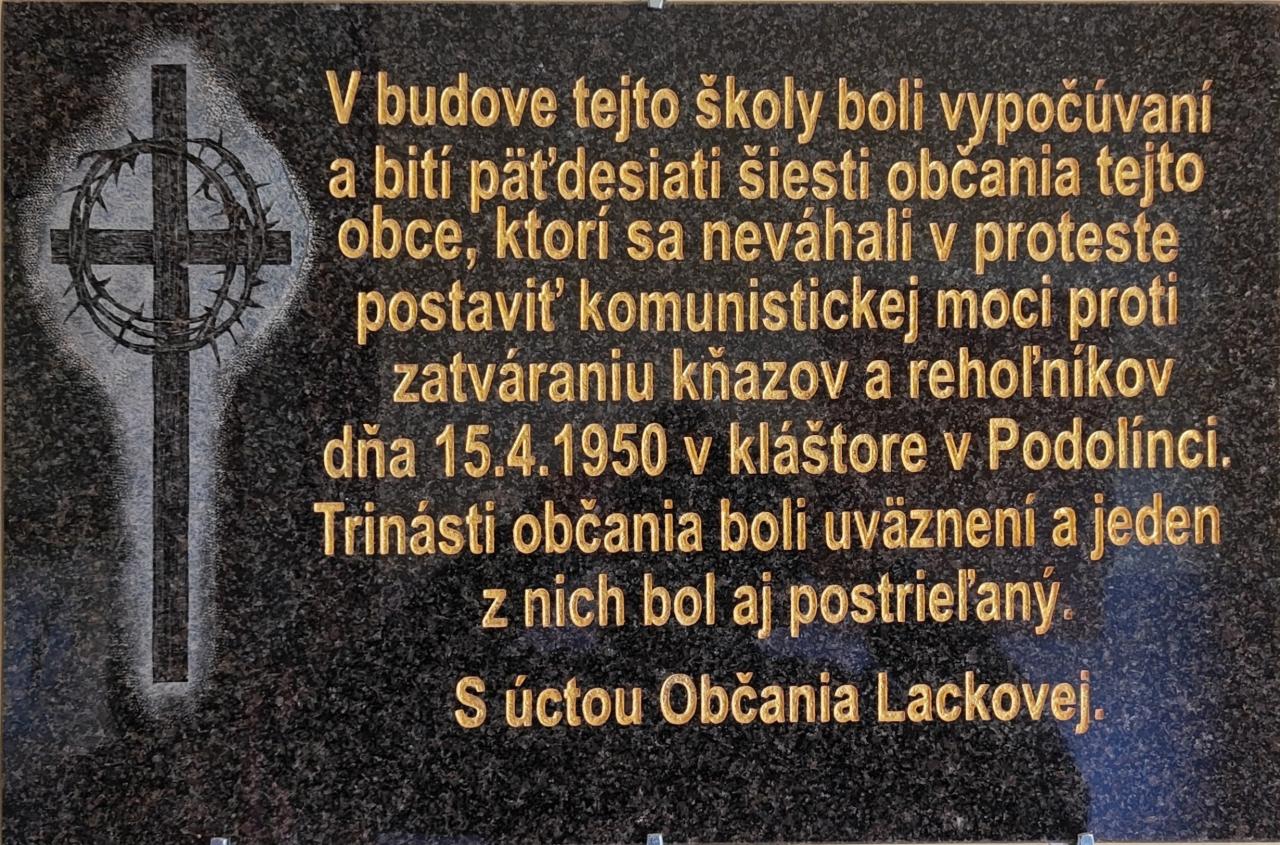 V budove tejto školy boli vypočúvaní
a bití päťdesiati šiesti občania tejto
obce, ktorí sa neváhali v proteste
postaviť komunistickej moci proti
zatváraniu kňazov a rehoľníkov
dňa 15.4.1950 v kláštore v Podolínci.
Trinásti občania boli uväznení a jeden
z nich bol aj postrieľaný.
S úctou Občania Lackovej.